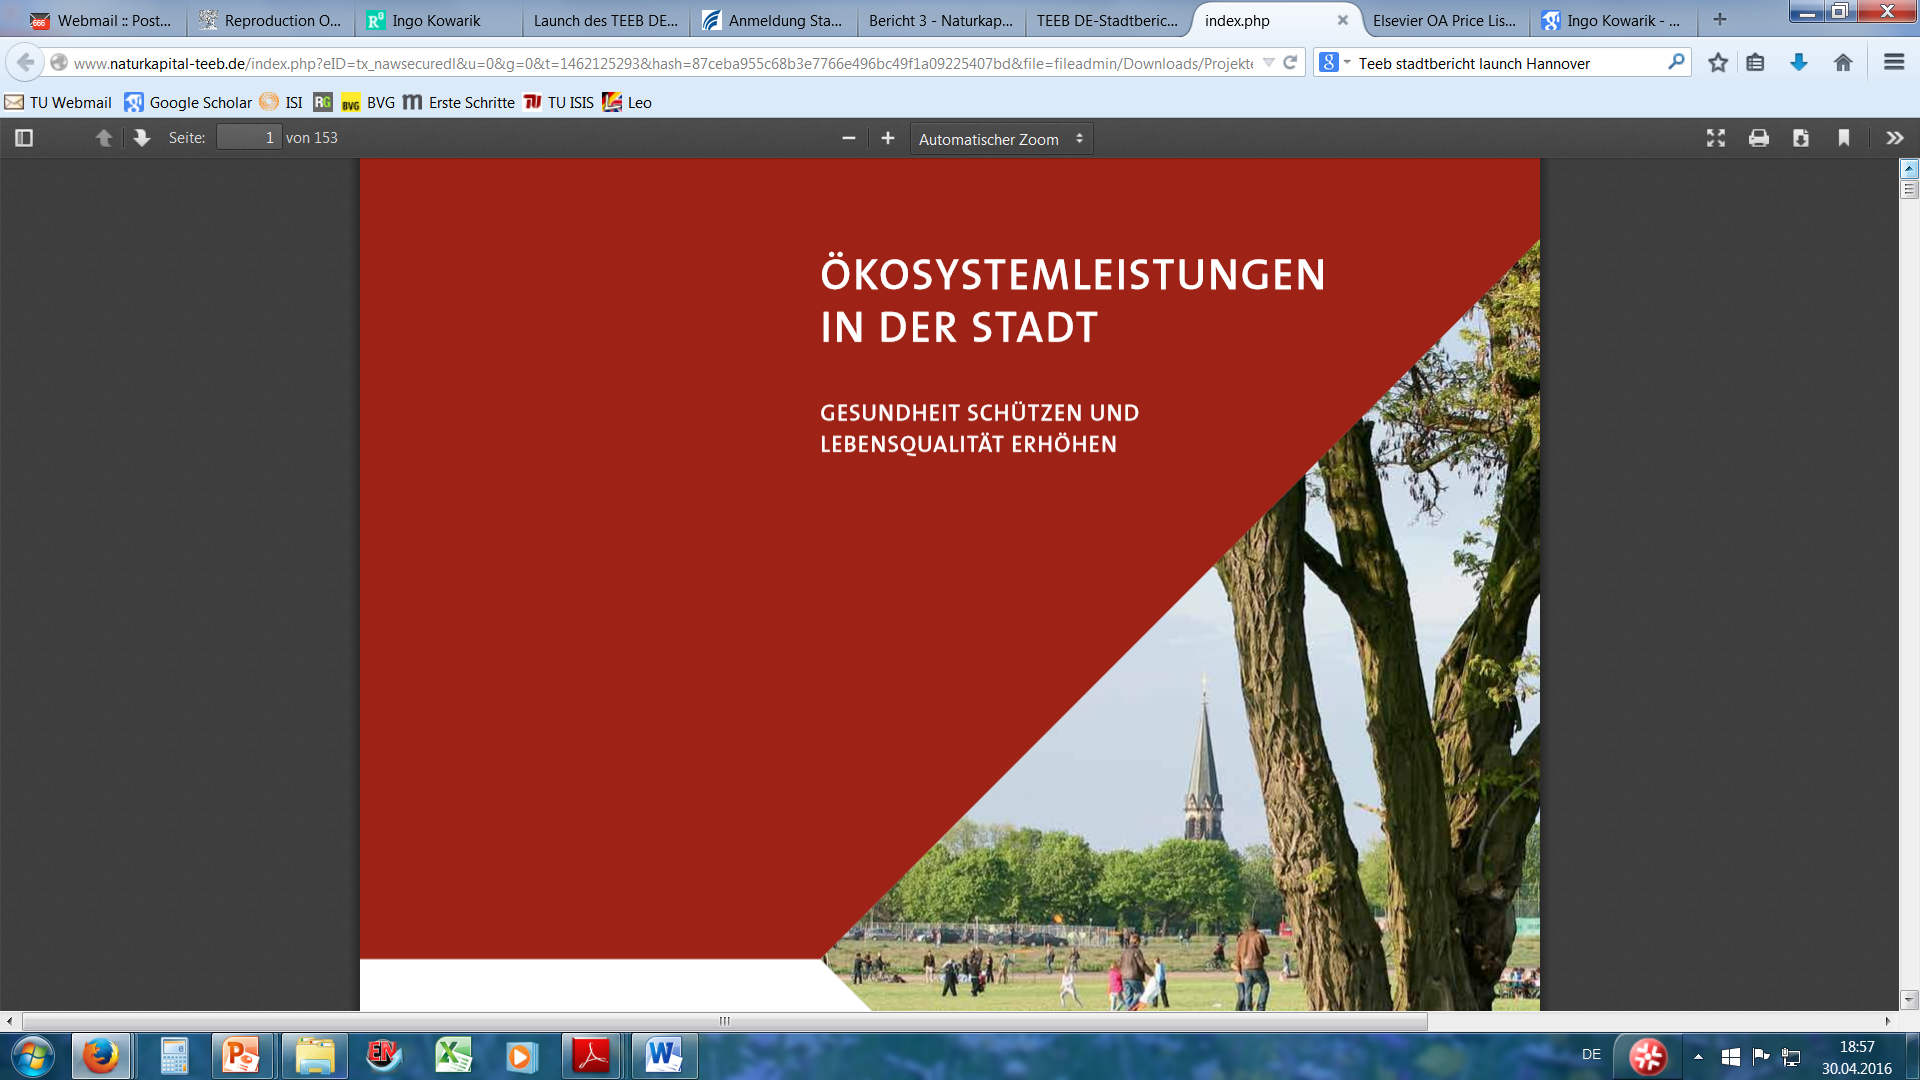 Webmail :: Post...
Reproduction O...
Ingo Kowarik
Launch des TEEB DE...
Anmeldung Sta...
Bericht 3 - Naturkap...
TEEB DE-Stadtberic...
index.php
Elsevier OA Price Lis...
Ingo Kowarik - ...
www.naturkapital-teeb.de/index.php?eID=tx_nawsecuredl&u=0&g=0&t=1462125293&hash=87ceba955c68b3e7766e496bc49f1a09225407bd&file=fileadmin/Downloads/Projekte
Teeb stadtbericht launch Hannover
TU Webmail
Google Scholar
ISI
RG
BVG BVG
Erste Schritte
TU ISIS
Leo
Seite: 1 von 153
Automatischer Zoom
ÖKOSYSTEMLEISTUNGEN
IN DER STADT
GESUNDHEIT SCHÜTZEN UND
LEBENSQUALITÄT ERHÖHEN
DE
18:57
30.04.2016